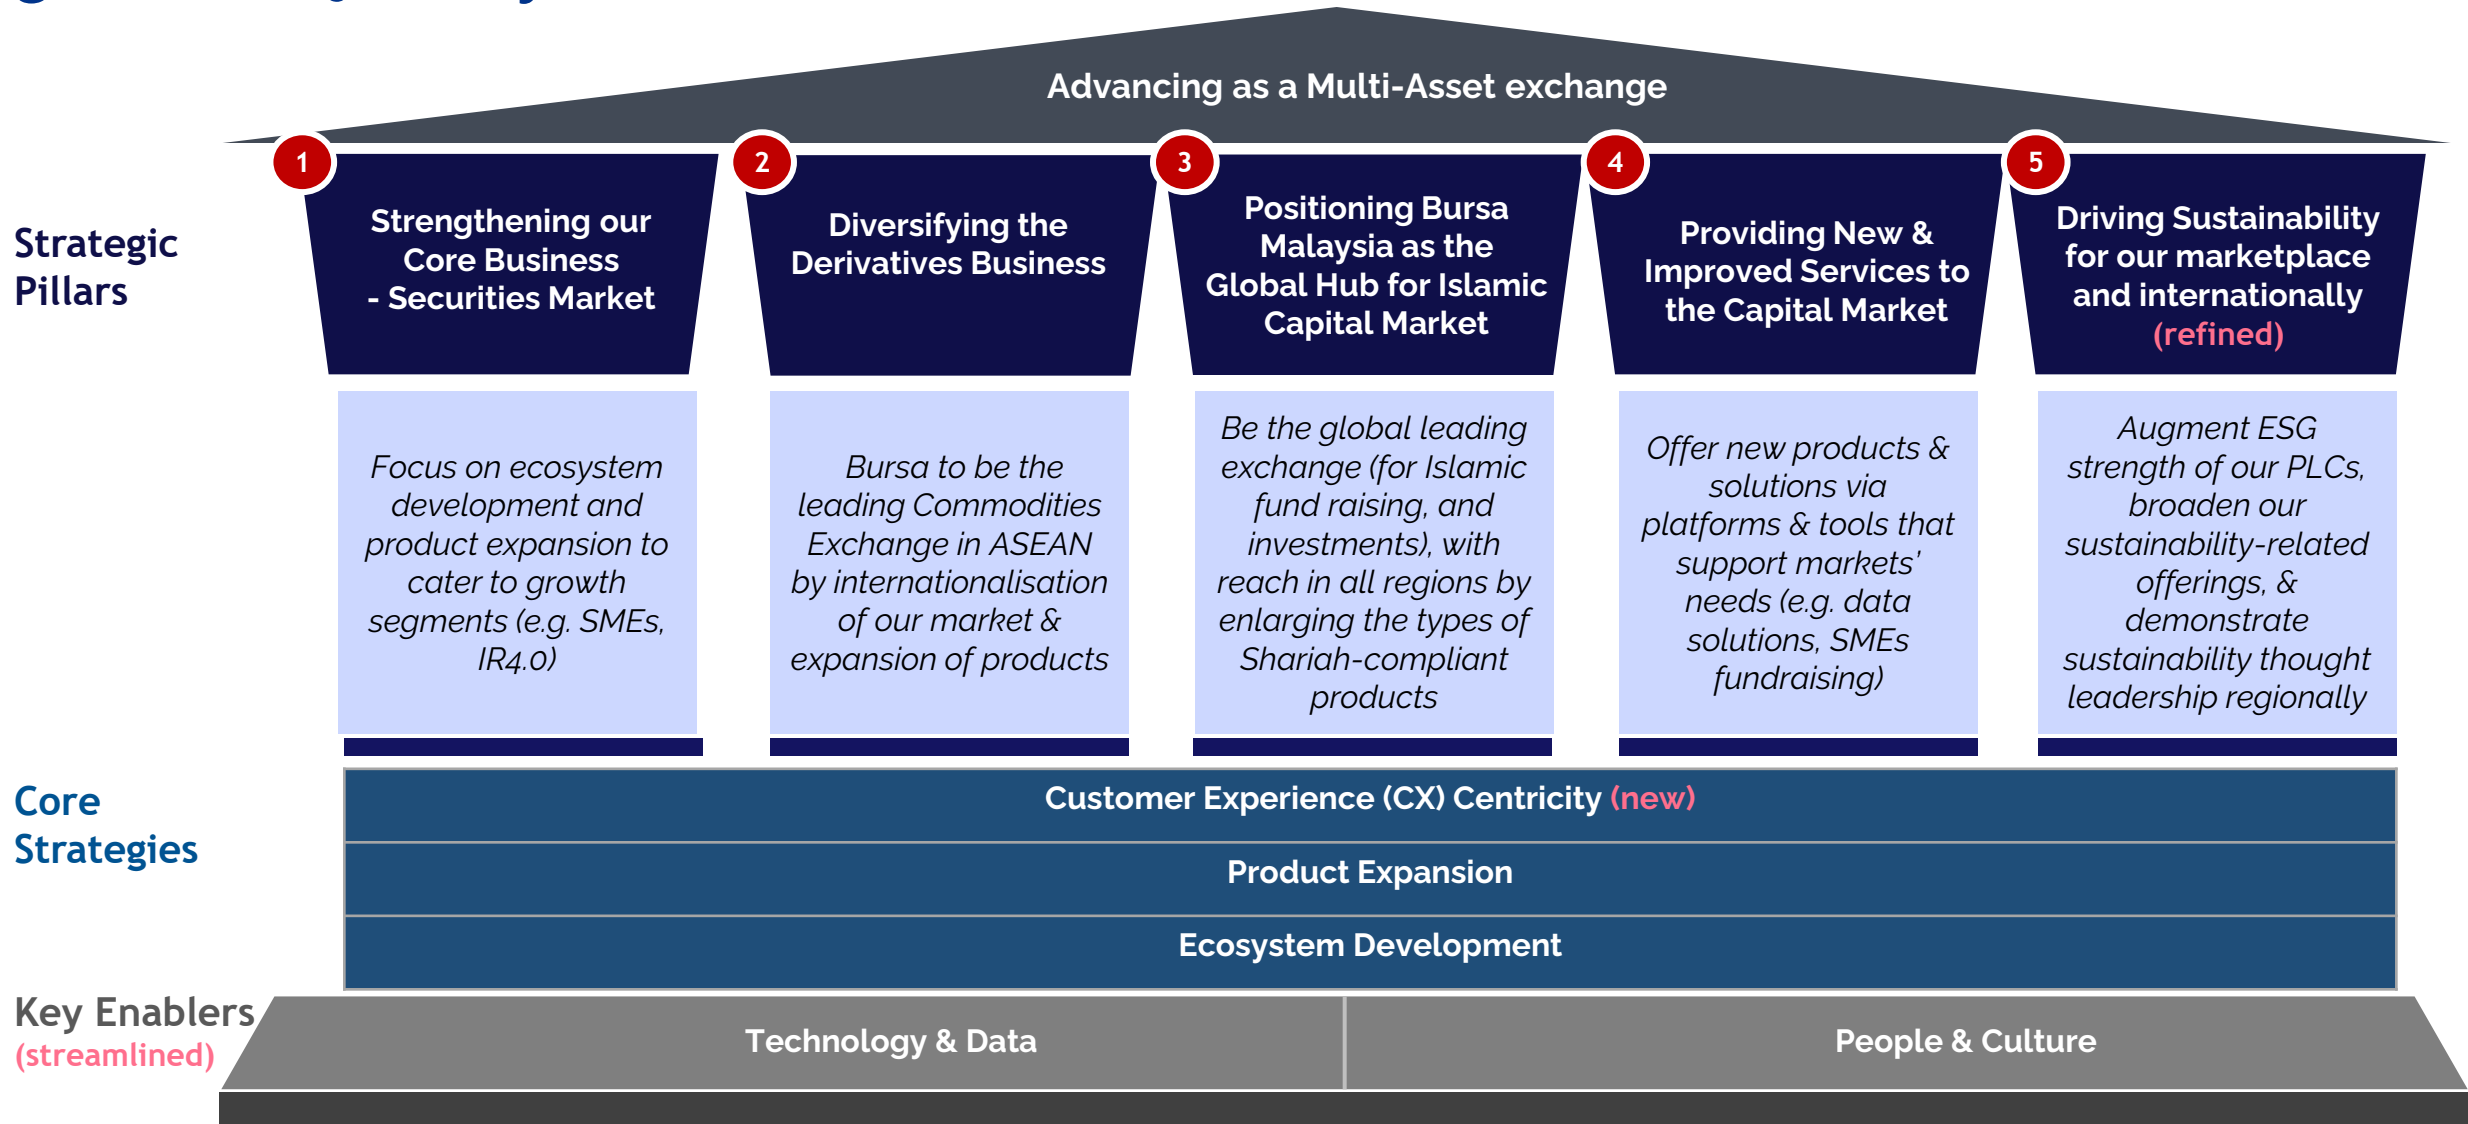 Advancing as a Multi-Asset exchange
Strategic
Pillars
1
Strengthening our
Core Business
- Securities Market
2
Diversifying the
Derivatives Business
3
Positioning Bursa
Malaysia as the
Global Hub for Islamic
Capital Market
4
Providing New &
Improved Services to
the Capital Market
5
Driving Sustainability
for our marketplace
and internationally
(refined)
Focus on ecosystem
development and
product expansion to
cater to growth
segments (e.g. SMEs,
IR4.0)
Bursa to be the
leading Commodities
Exchange in ASEAN
by internationalisation
of our market &
expansion of products
Be the global leading
exchange (for Islamic
fund raising, and
investments), with
reach in all regions by
enlarging the types of
Shariah-compliant
products
Offer new products &
solutions via
platforms & tools that
support markets’
needs (e.g. data
solutions, SMEs
fundraising)
Augment ESG
strength of our PLCs,
broaden our
sustainability-related
offerings, &
demonstrate
sustainability thought
leadership regionally
Core
Strategies
Customer Experience (CX) Centricity (new)
Product Expansion
Ecosystem Development
Key Enablers
(streamlined)
Technology & Data
People & Culture